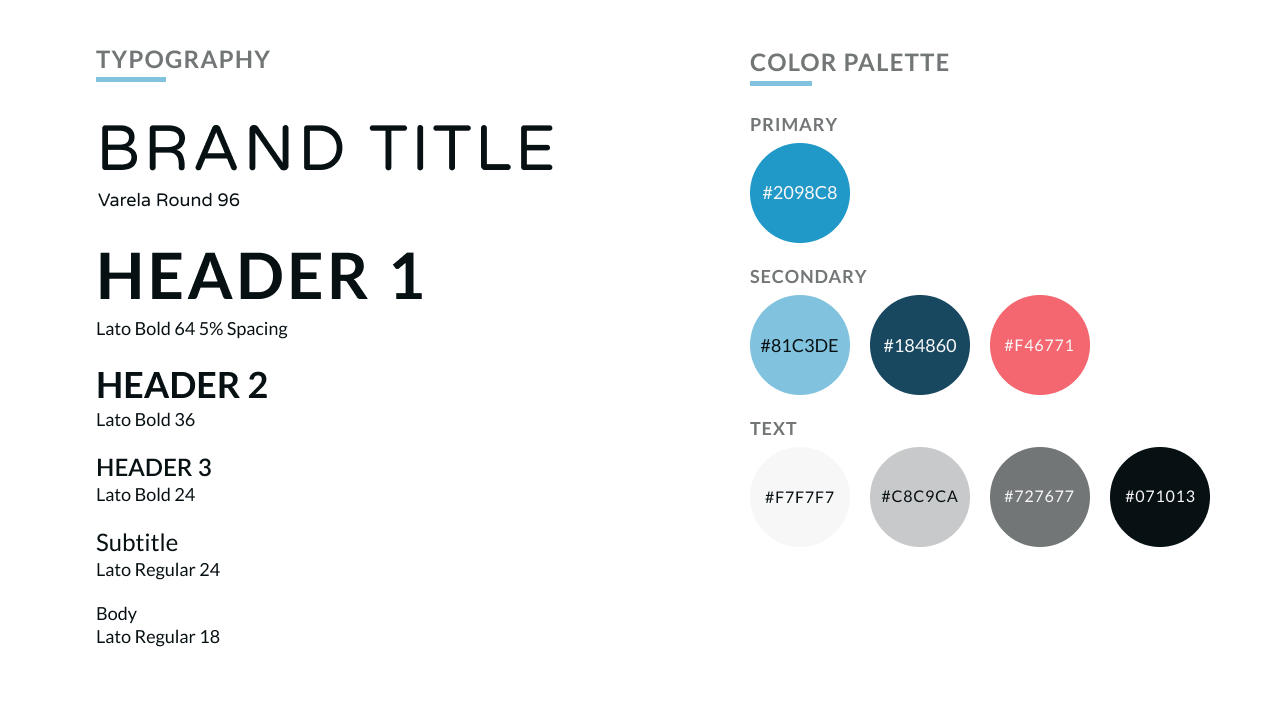 TYPOGRAPHY
BRAND TITLE
Varela Round 96
HEADER 1
Lato Bold 64 5% Spacing
HEADER 2
Lato Bold 36
HEADER 3
Lato Bold 24
Subtitle
Lato Regular 24
Body
Lato Regular 18
COLOR PALETTE
PRIMARY
#2098C8
SECONDARY
#81C3DE #184860 #F46771
TEXT
#F7F7F7 #C8C9CA #727677 #071013